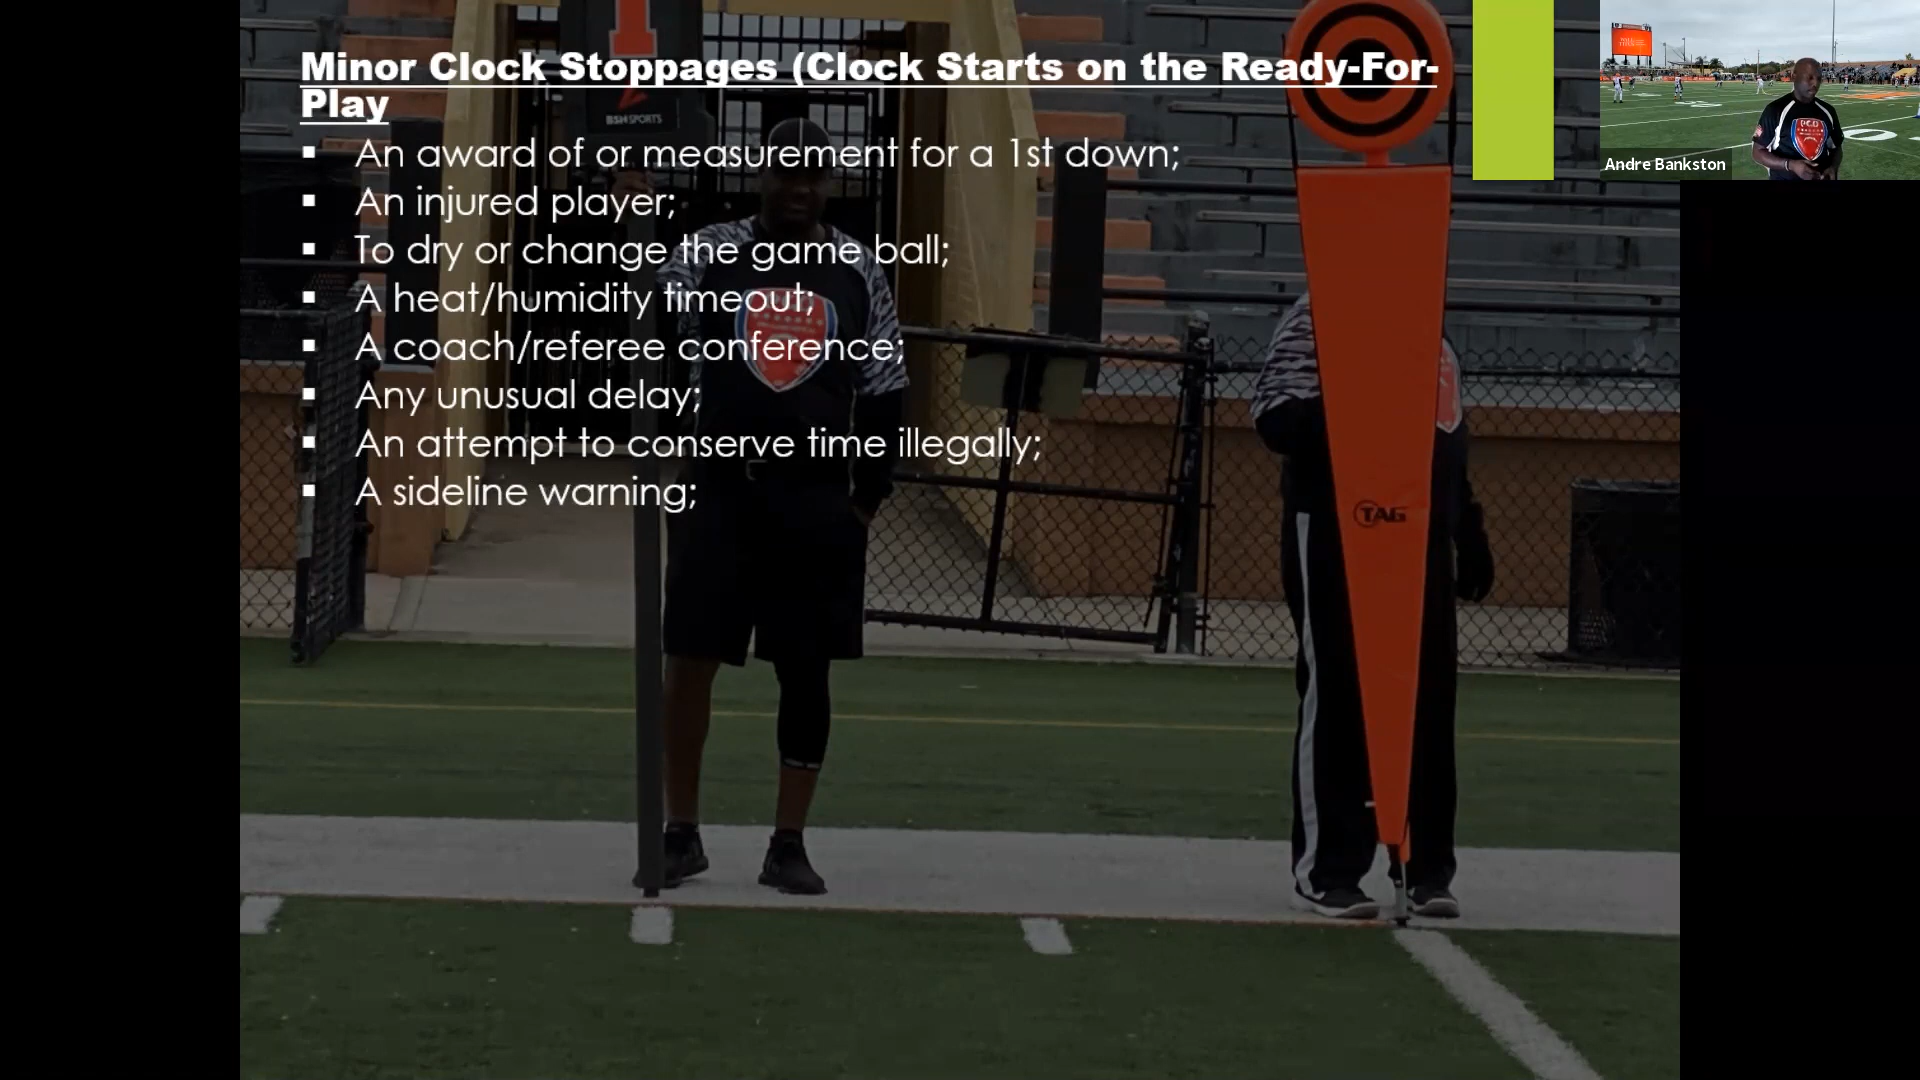 Minor Clock Stoppages (Clock Starts on the Ready-For-
Play
▪ An award of or measurement for a 1st down;
▪ An injured player;
▪ To dry or change the game ball;
▪ A heat/humidity timeout;
▪ A coach/referee conference;
▪ Any unusual delay;
▪ An attempt to conserve time illegally;
▪ A sideline warning;
BSN SPORTS
TAG
Andre Bankston